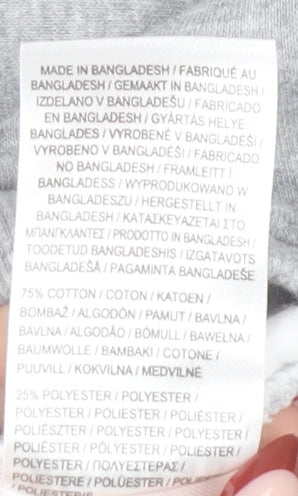 MADE IN BANGLADESH / FABRIQUÉ AU
BANGLADESH / GEMAAKT IN BANGLADESH /
IZDELANO V BANGLADEŠU / FABRICADO
EN BANGLADESH / GYÁRTÁS HELYE
BANGLADES / VYROBENÉ V BANGLADÉŠI /
VYROBENO V BANGLADÉŠI / FABRICADO
NO BANGLADESH / FRAMLEITT Í
BANGLADESS / WYPRODUKOWANO W
BANGLADESZU / HERGESTELLT IN
BANGLADESH / ΚΑΤΑΣΚΕΥΑΖΕΤΑΙ ΣΤΟ
ΜΠΑΝΓΚΛΑΝΤΕΣ / PRODOTTO IN BANGLADESH /
TOODETUD BANGLADESHIS / IZGATAVOTS
BANGLADEŠĀ / PAGAMINTA BANGLADEŠE
75% COTTON / COTON / KATOEN /
BOMBAŽ / ALGODÓN / PAMUT / BAVLNA /
BAVLNA / ALGODÃO / BÓMULL / BAWEŁNA /
BAUMWOLLE / BAMBAKI / COTONE /
PUUVILL / KOKVILNA / MEDVILNĖ
25% POLYESTER / POLYESTER /
POLYESTER / POLIESTER / POLIÉSTER /
POLIÉSZTER / POLYESTER / POLYESTER /
POLIÉSTER / PÓLYESTER / POLIESTER /
POLYESTER / ΠΟΛΥΕΣΤΕΡΑΣ /
POLIESTERE / POLÜESTER /